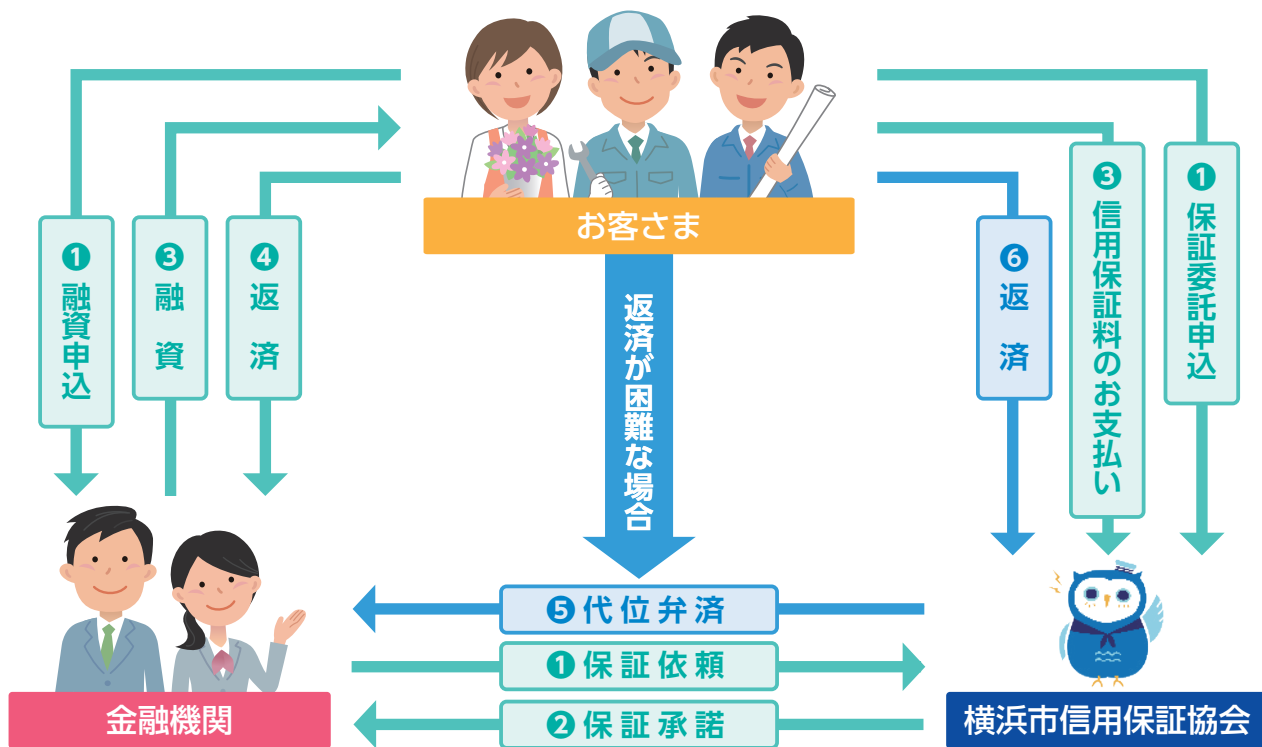 お客さま
❶融資申込
❸融資
❹返済
返済が困難な場合
❻返済
❸信用保証料のお支払い
❶保証委託申込
❺代位弁済
❶保証依頼
❷保証承諾
金融機関
横浜市信用保証協会